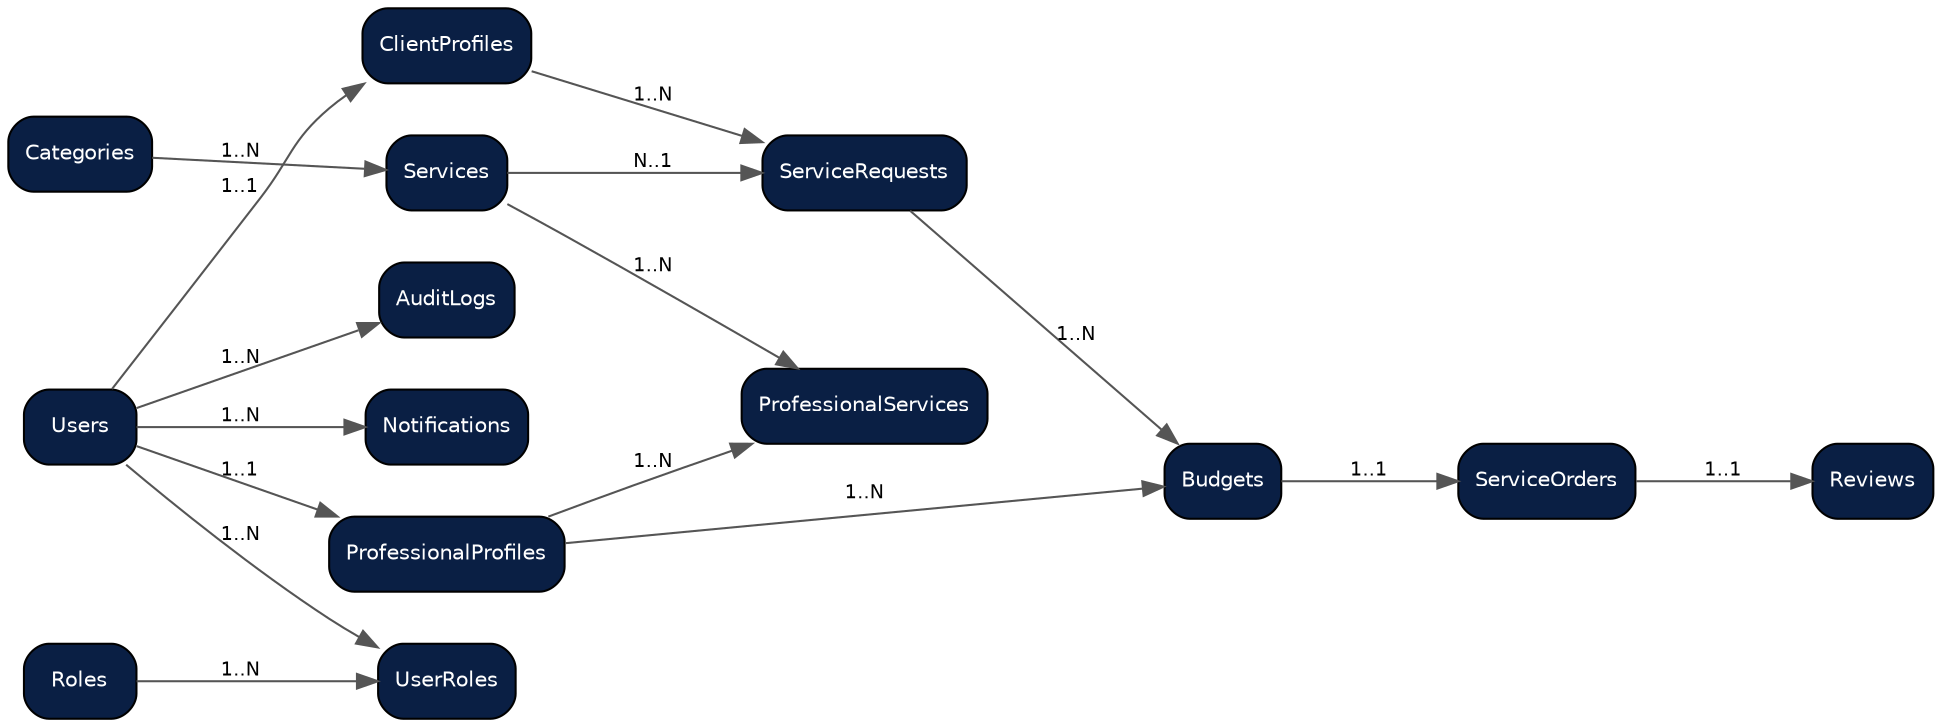 ClientProfiles
1..N
Categories
1..N
Services
N..1
ServiceRequests
1..1
1..N
AuditLogs
1..N
1..N
Users
1..N
Notifications
ProfessionalServices
1..N
1..1
1..N
Budgets
1..1
ServiceOrders
1..1
Reviews
1..N
ProfessionalProfiles
Roles
1..N
UserRoles